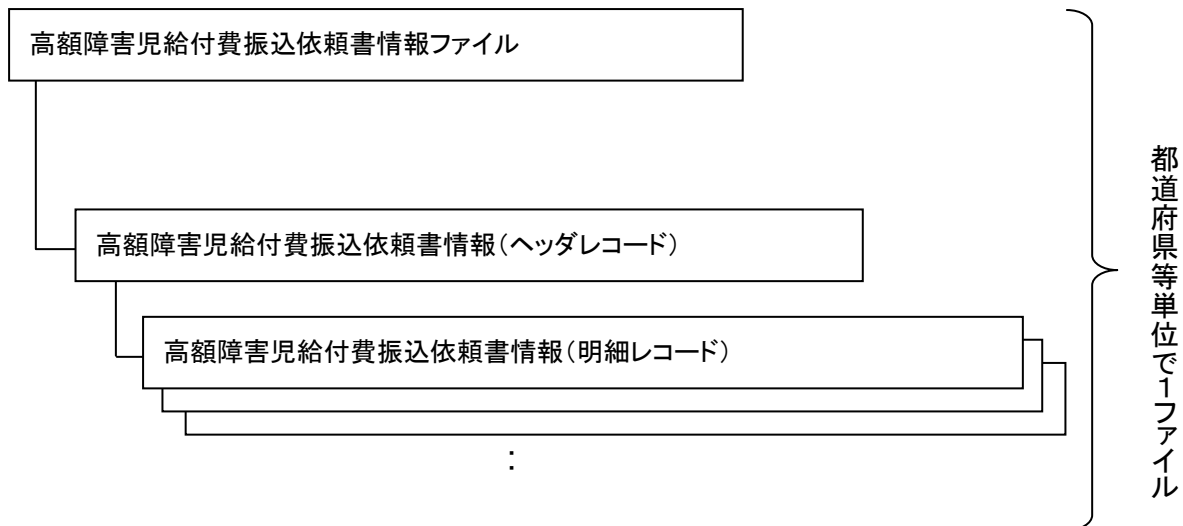 高額障害児給付費振込依頼書情報ファイル
高額障害児給付費振込依頼書情報（ヘッダレコード）
高額障害児給付費振込依頼書情報（明細レコード）
：
都道府県等単位で１ファイル